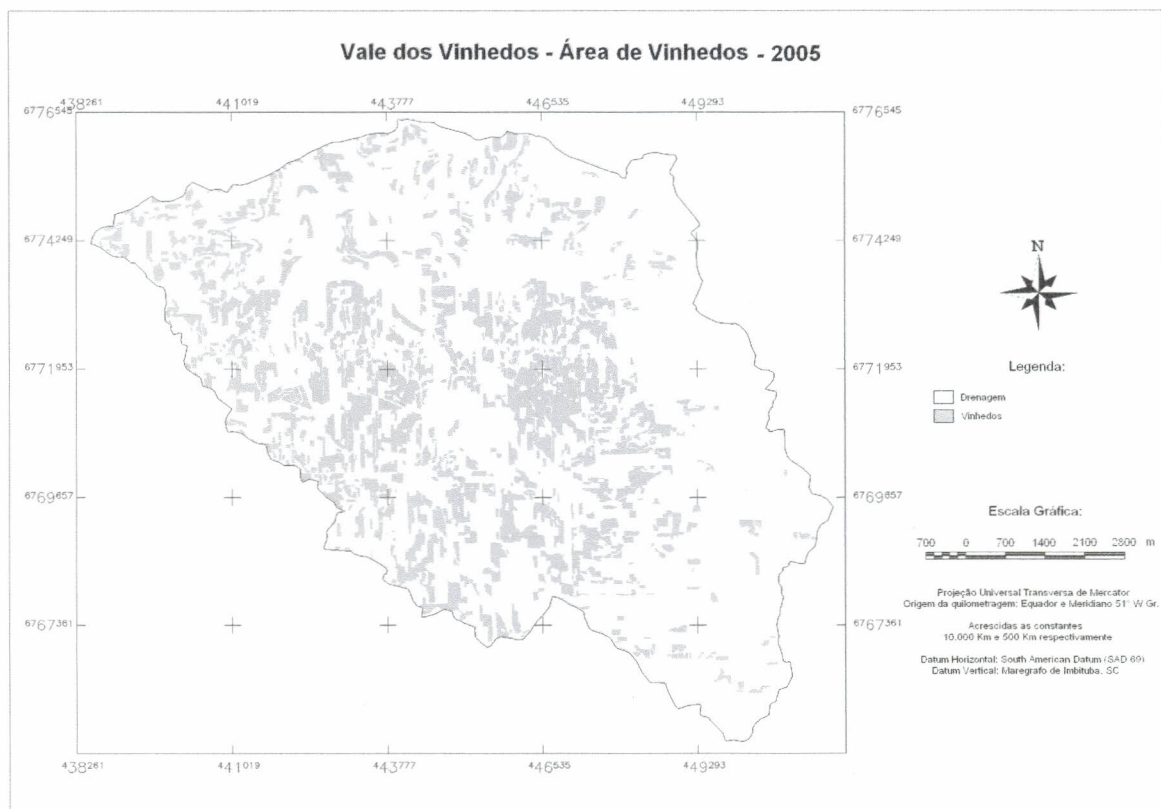 Vale dos Vinhedos - Área de Vinhedos - 2005
438261 441019 443777 446535 449293
6776545 6776545
6774249 6774249
6771953 6771953
6769657 6769657
6767361 6767361
438261 441019 443777 446535 449293
N
Legenda:
Drenagem
Vinhedos
Escala Gráfica:
700 0 700 1400 2100 2800 m
Projeção Universal Transversa de Mercator
Origem da quilometragem: Equador e Meridiano 51° W Gr.
Acrescidas as constantes
10.000 Km e 500 Km respectivamente
Datum Horizontal: South American Datum (SAD 69)
Datum Vertical: Maregrafo de Imbituba, SC